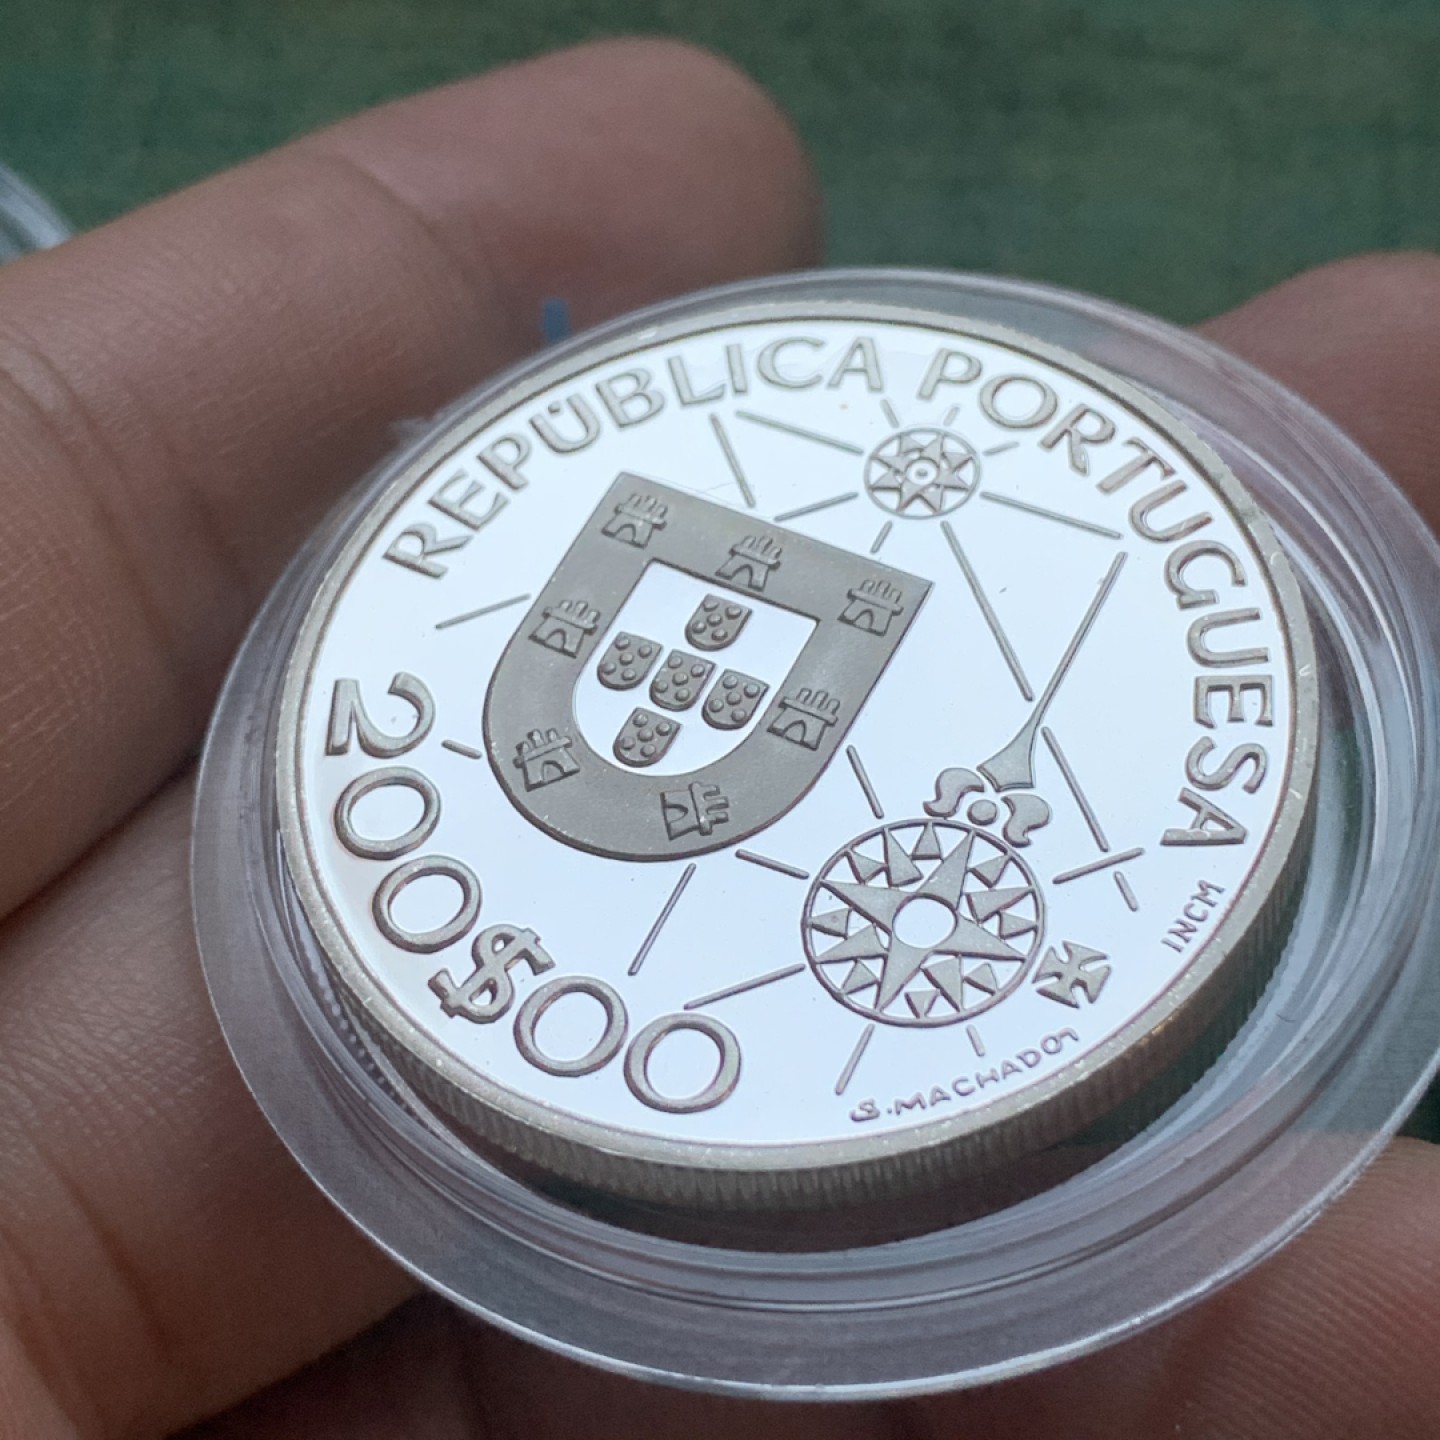 REPÚBLICA PORTUGUESA
200$00
INCM
S. MACHADO